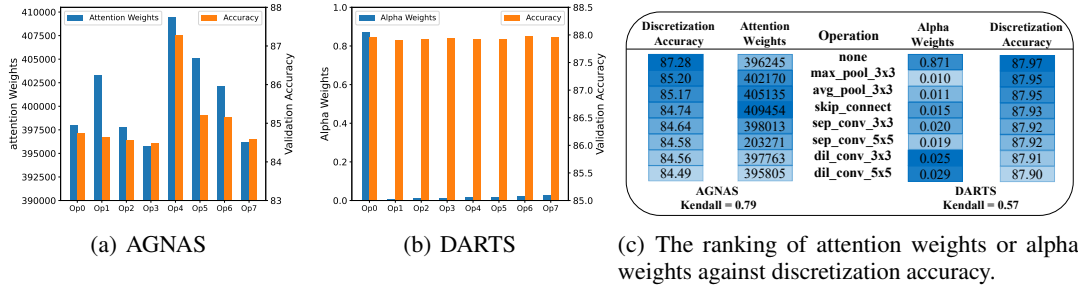 Attention Weights
Accuracy
attention Weights
410000
407500
405000
402500
400000
397500
395000
392500
390000
88
87
86
85
84
83
Validation Accuracy
Op0 Op1 Op2 Op3 Op4 Op5 Op6 Op7
(a) AGNAS
Alpha Weights
Accuracy
Alpha Weights
1.0
0.8
0.6
0.4
0.2
0.0
88.5
88.0
87.5
87.0
86.5
86.0
85.5
85.0
Validation Accuracy
Op0 Op1 Op2 Op3 Op4 Op5 Op6 Op7
(b) DARTS
Discretization Accuracy Attention Weights Operation Alpha Weights Discretization Accuracy
87.28 396245 none 0.871 87.97
85.20 402170 max_pool_3x3 0.010 87.95
85.17 405135 avg_pool_3x3 0.011 87.95
84.74 409454 skip_connect 0.015 87.93
84.64 398013 sep_conv_3x3 0.020 87.92
84.58 203271 sep_conv_5x5 0.019 87.92
84.56 397763 dil_conv_3x3 0.025 87.91
84.49 395805 dil_conv_5x5 0.029 87.90
AGNAS DARTS
Kendall = 0.79 Kendall = 0.57
(c) The ranking of attention weights or alpha
weights against discretization accuracy.